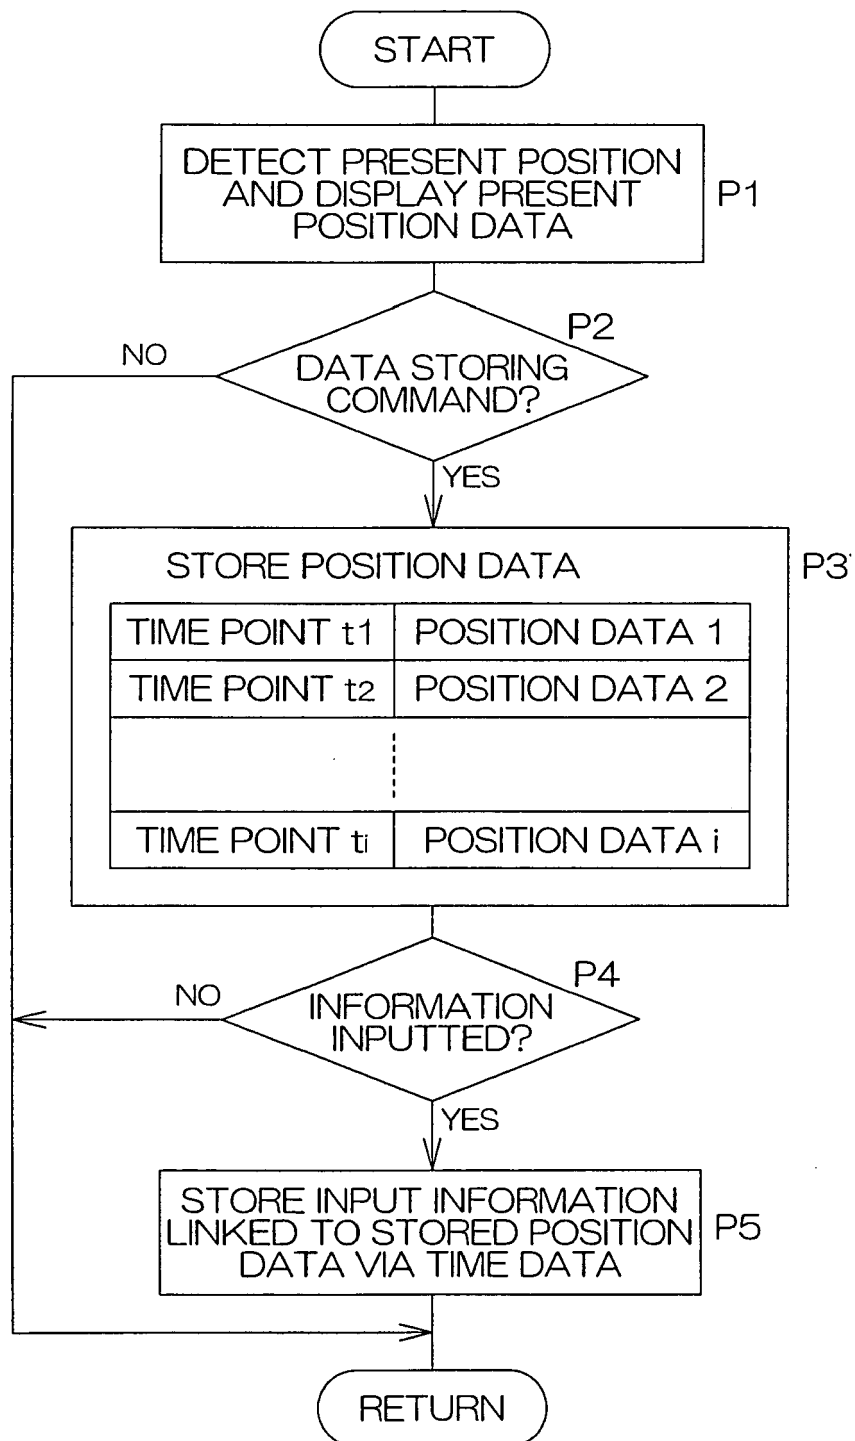 START
DETECT PRESENT POSITION
AND DISPLAY PRESENT
POSITION DATA
P1
P2
NO
DATA STORING
COMMAND?
YES
STORE POSITION DATA
P3'
TIME POINT t1
POSITION DATA 1
TIME POINT t2
POSITION DATA 2
TIME POINT ti
POSITION DATA i
P4
NO
INFORMATION
INPUTTED?
YES
STORE INPUT INFORMATION
LINKED TO STORED POSITION
DATA VIA TIME DATA
P5
RETURN